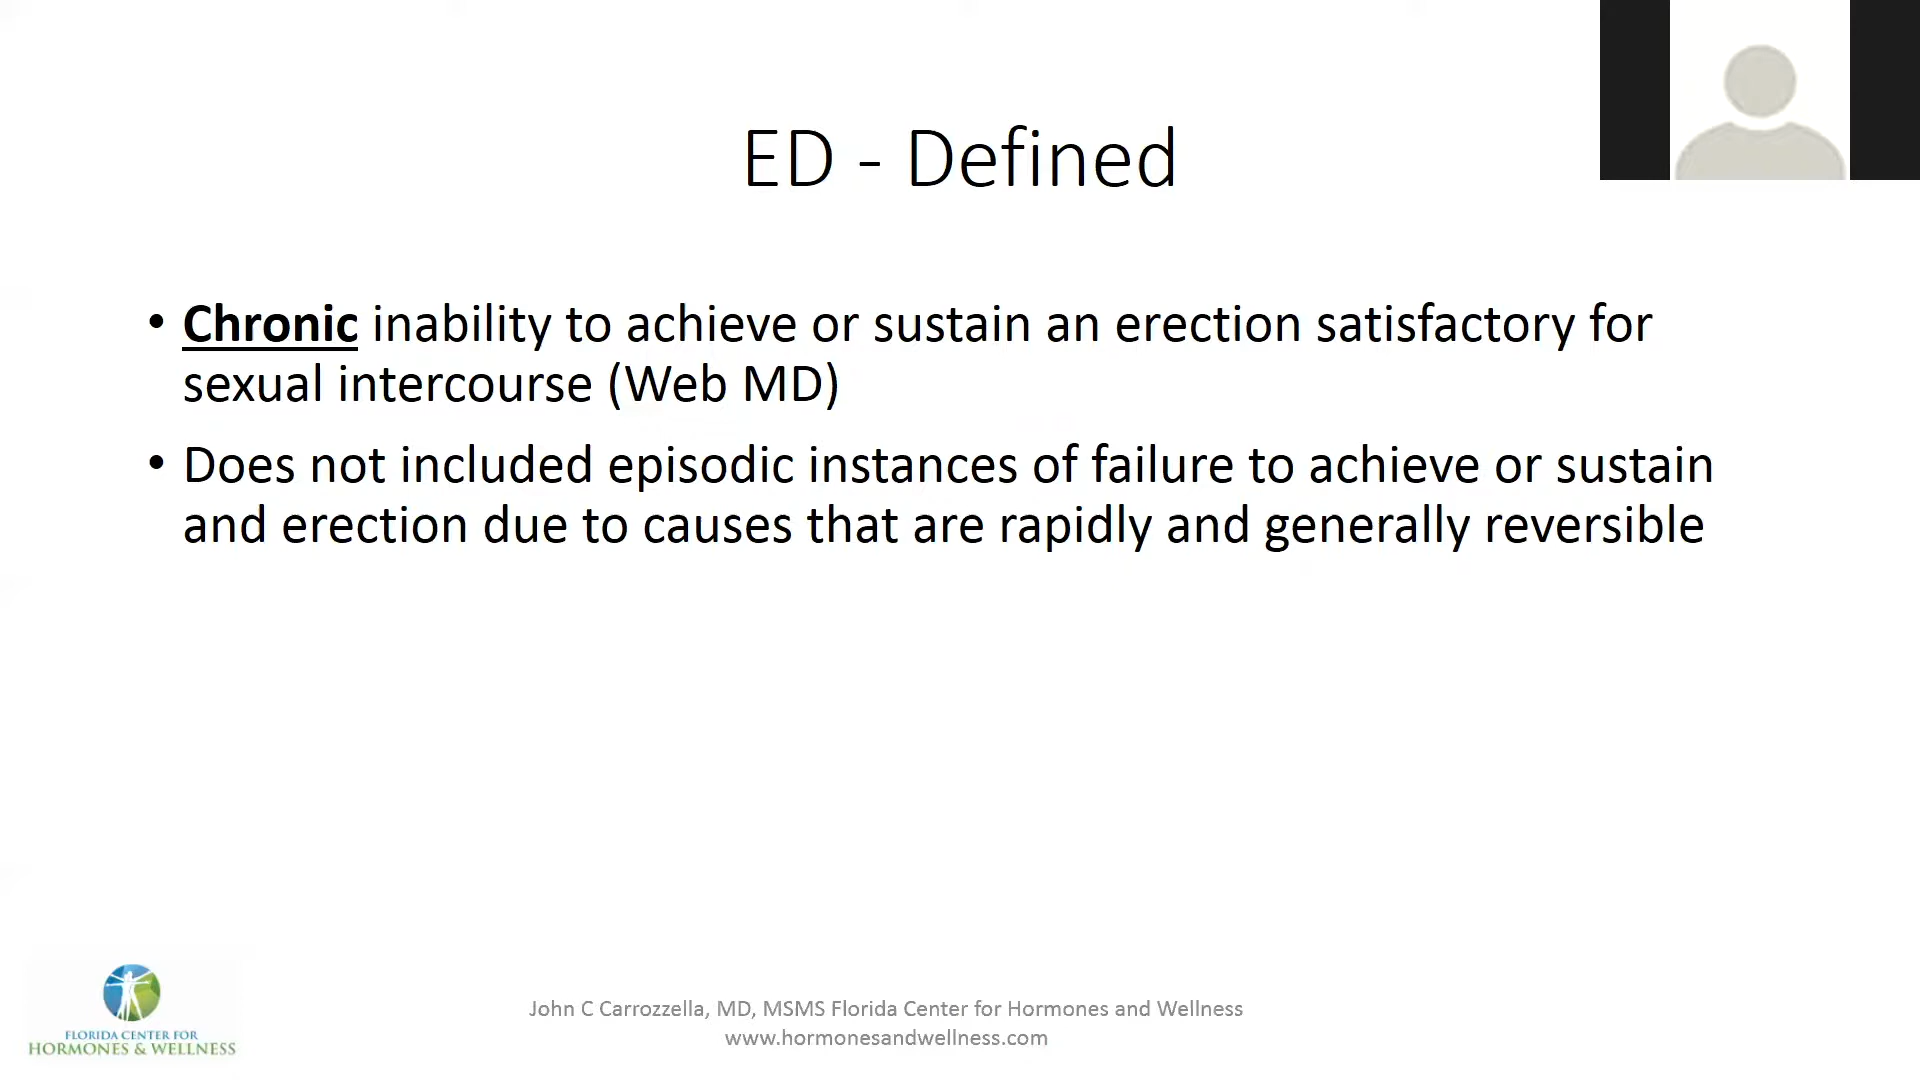 ED - Defined
• Chronic inability to achieve or sustain an erection satisfactory for
sexual intercourse (Web MD)
• Does not included episodic instances of failure to achieve or sustain
and erection due to causes that are rapidly and generally reversible
FLORIDA CENTER FOR
HORMONES & WELLNESS
John C Carrozzella, MD, MSMS Florida Center for Hormones and Wellness
www.hormonesandwellness.com